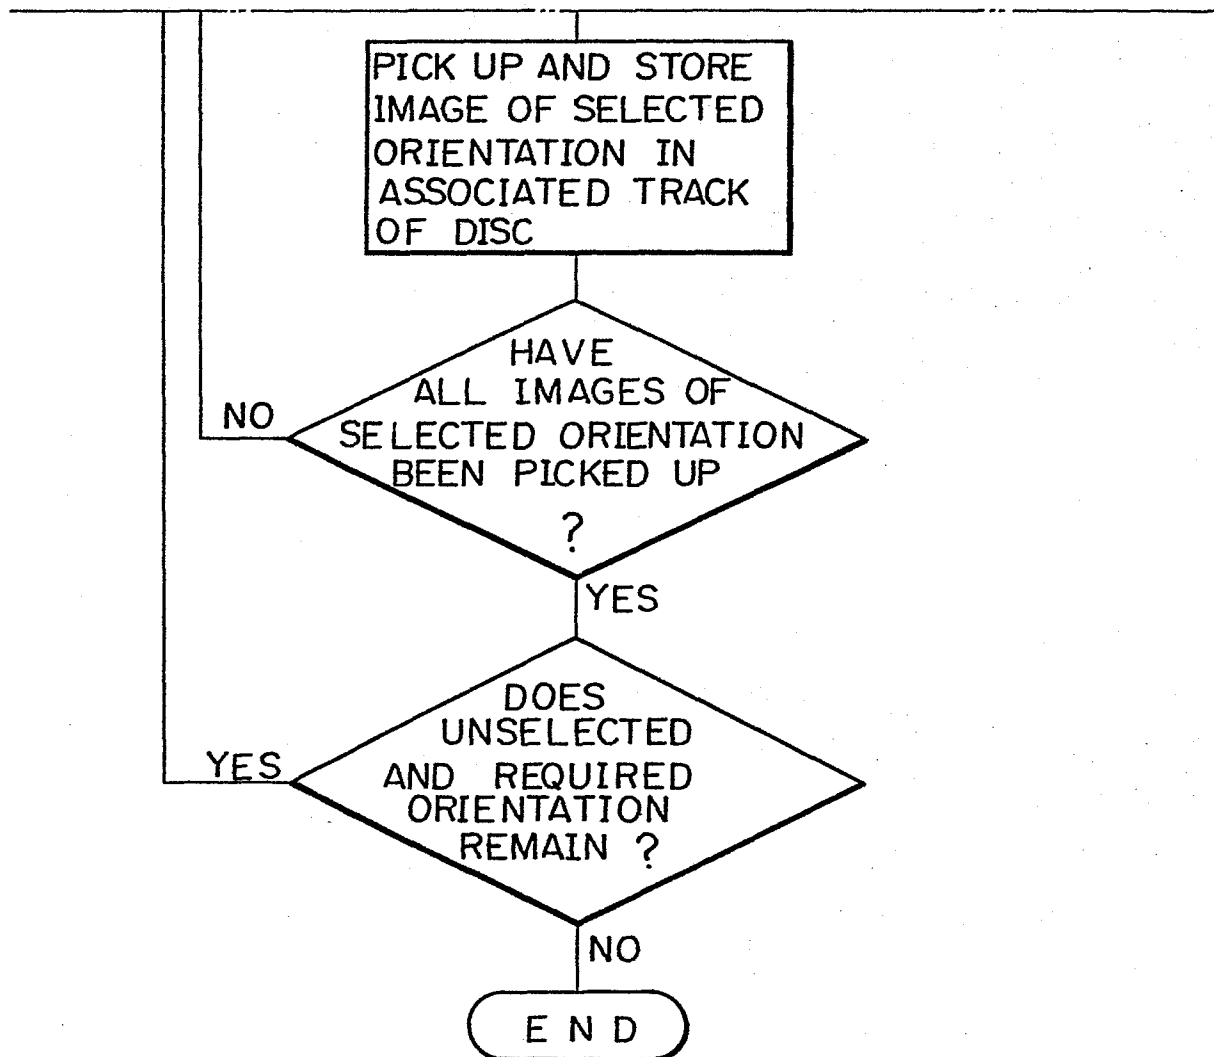 PICK UP AND STORE
IMAGE OF SELECTED
ORIENTATION IN
ASSOCIATED TRACK
OF DISC
HAVE
ALL IMAGES OF
SELECTED ORIENTATION
BEEN PICKED UP
?
NO
YES
DOES
UNSELECTED
AND REQUIRED
ORIENTATION
REMAIN ?
YES
NO
END